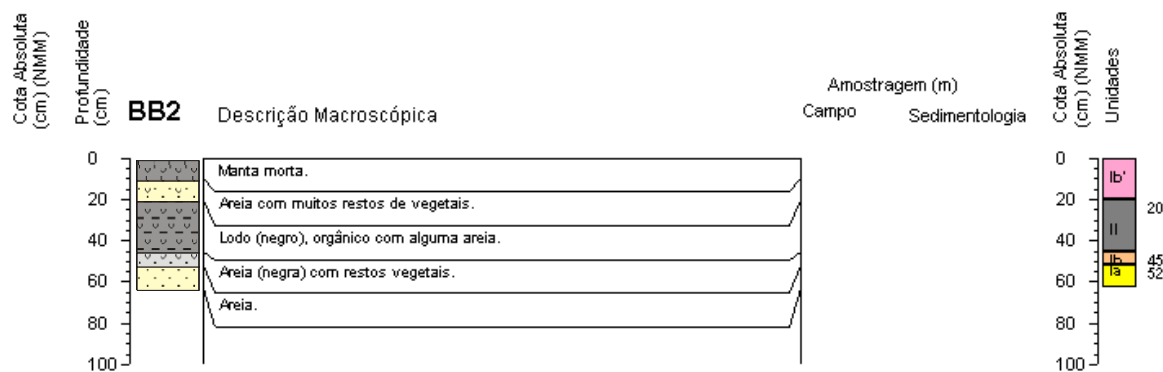 Cota Absoluta
(cm) (NMM)
Profundidade
(cm)
BB2
Descrição Macroscópica
Amostragem (m)
Campo
Sedimentologia
Cota Absoluta
(cm) (NMM)
Unidades
0
20
40
60
80
100
Manta morta.
Areia com muitos restos de vegetais.
Lodo (negro), orgânico com alguma areia.
Areia (negra) com restos vegetais.
Areia.
0
20
40
60
80
100
Ib'
II
Ib
Ia
20
45
52